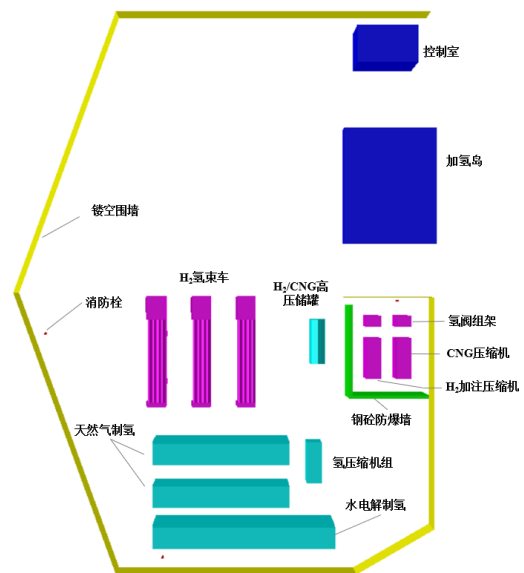 控制室
加氢岛
镂空围墙
H₂氢束车
H₂/CNG高
压储罐
消防栓
氢阀组架
CNG压缩机
H₂加注压缩机
钢砼防爆墙
天然气制氢
氢压缩机组
水电解制氢